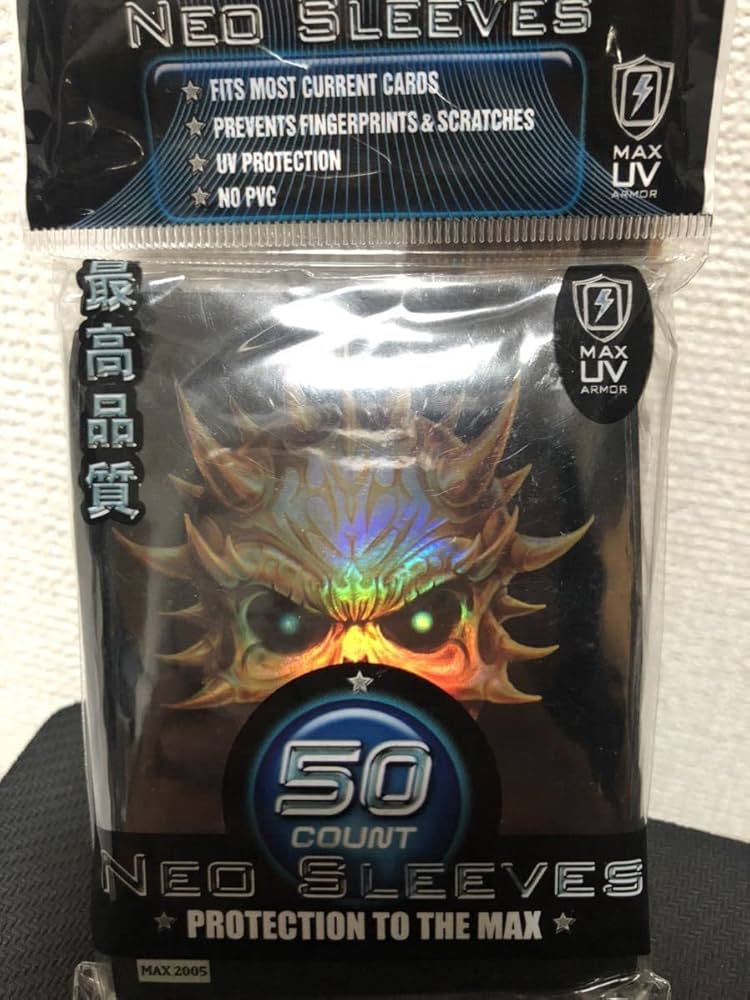 NEO SLEEVES
FITS MOST CURRENT CARDS
PREVENTS FINGERPRINTS & SCRATCHES
UV PROTECTION
NO PVC
MAX
UV
ARMOR
最高品質
MAX
UV
ARMOR
50
COUNT
NEO SLEEVES
PROTECTION TO THE MAX
MAX 2005